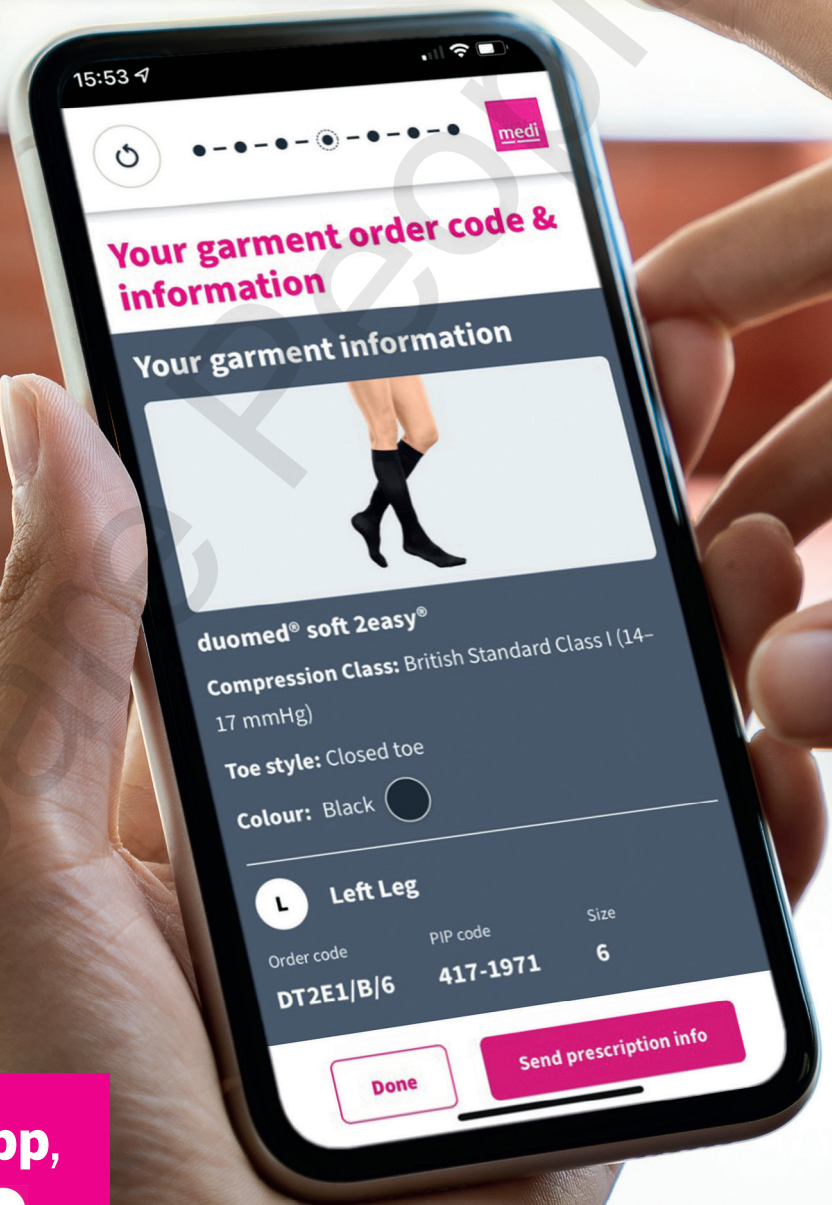 15:53
medi
Your garment order code &
information
Your garment information
duomed® soft 2easy®
Compression Class: British Standard Class I (14–
17 mmHg)
Toe style: Closed toe
Colour: Black
L Left Leg
Order code PIP code Size
DT2E1/B/6 417-1971 6
Done Send prescription info
People